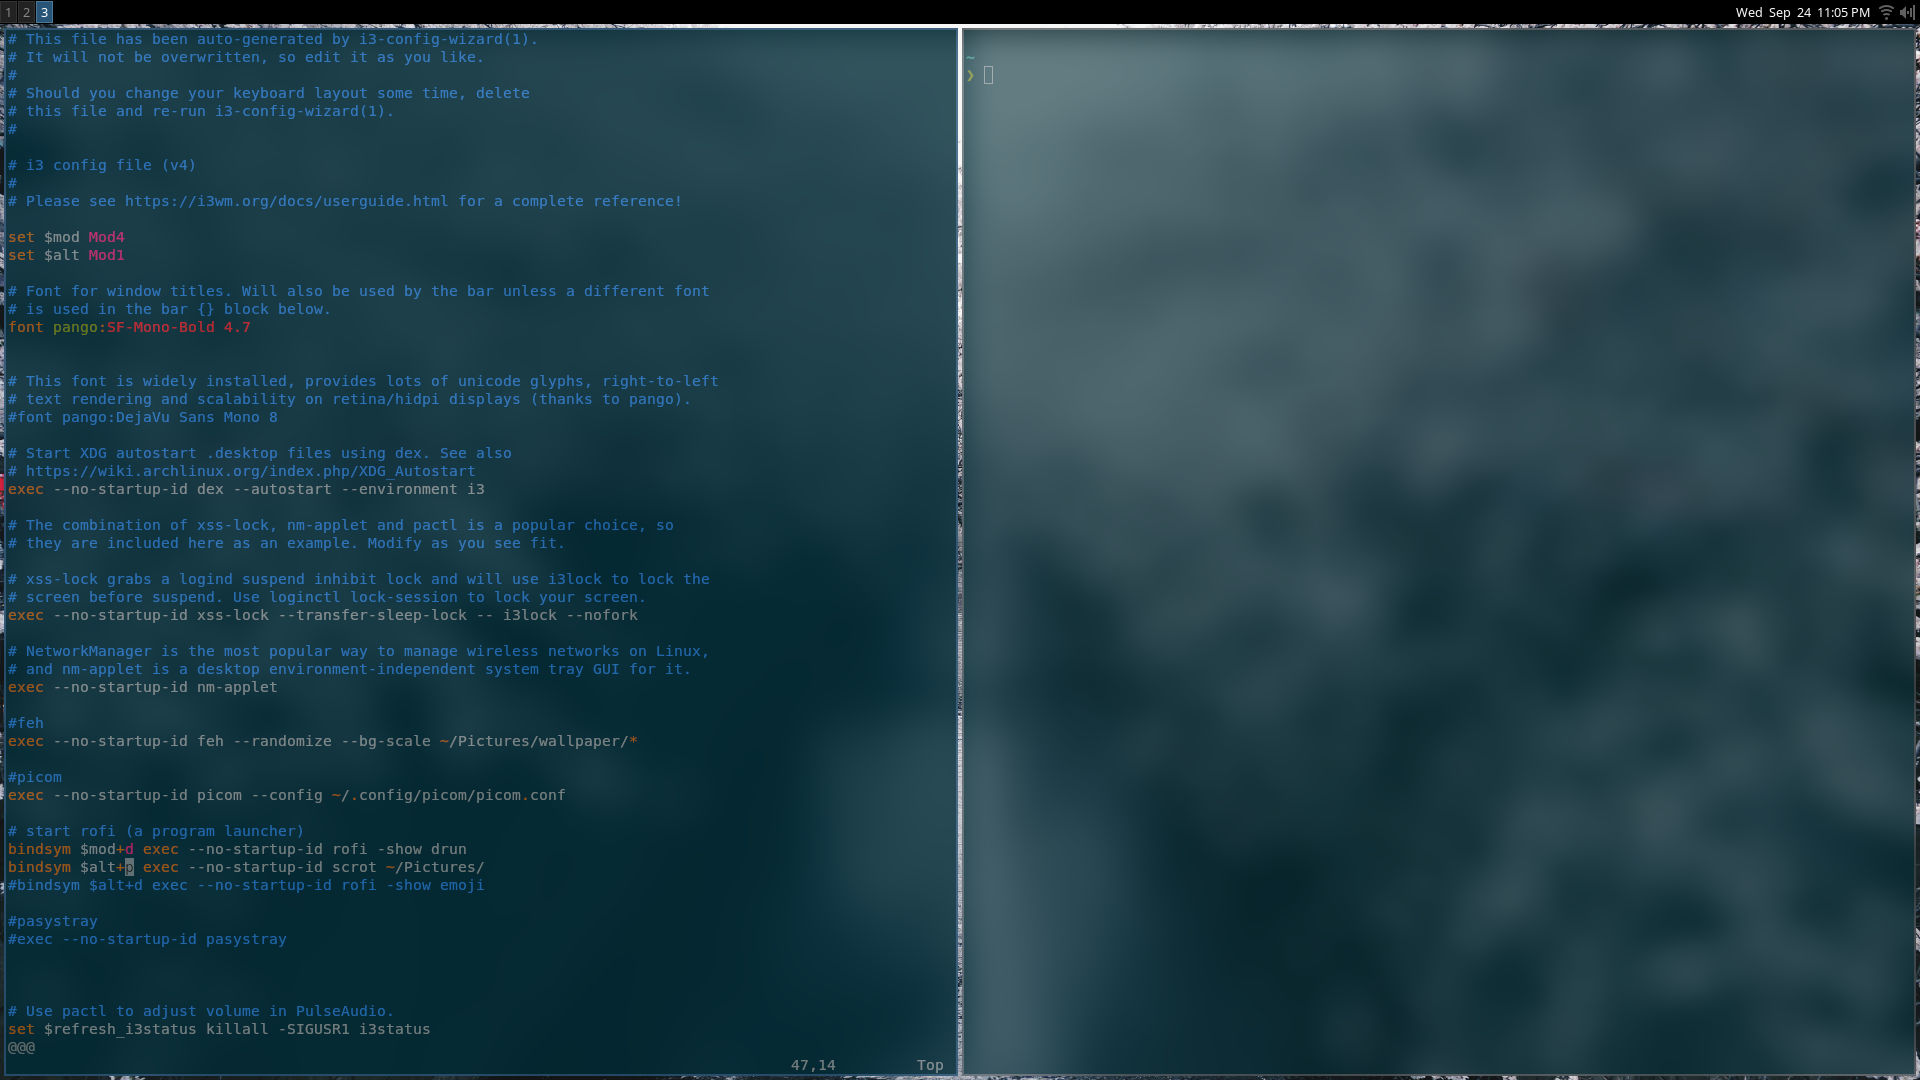 1 2 3
Wed Sep 24 11:05 PM
# This file has been auto-generated by i3-config-wizard(1).
# It will not be overwritten, so edit it as you like.
#
# Should you change your keyboard layout some time, delete
# this file and re-run i3-config-wizard(1).
#
# i3 config file (v4)
#
# Please see https://i3wm.org/docs/userguide.html for a complete reference!
set $mod Mod4
set $alt Mod1
# Font for window titles. Will also be used by the bar unless a different font
# is used in the bar {} block below.
font pango:SF-Mono-Bold 4.7
# This font is widely installed, provides lots of unicode glyphs, right-to-left
# text rendering and scalability on retina/hidpi displays (thanks to pango).
#font pango:DejaVu Sans Mono 8
# Start XDG autostart .desktop files using dex. See also
# https://wiki.archlinux.org/index.php/XDG_Autostart
exec --no-startup-id dex --autostart --environment i3
# The combination of xss-lock, nm-applet and pactl is a popular choice, so
# they are included here as an example. Modify as you see fit.
# xss-lock grabs a logind suspend inhibit lock and will use i3lock to lock the
# screen before suspend. Use loginctl lock-session to lock your screen.
exec --no-startup-id xss-lock --transfer-sleep-lock -- i3lock --nofork
# NetworkManager is the most popular way to manage wireless networks on Linux,
# and nm-applet is a desktop environment-independent system tray GUI for it.
exec --no-startup-id nm-applet
#feh
exec --no-startup-id feh --randomize --bg-scale ~/Pictures/wallpaper/*
#picom
exec --no-startup-id picom --config ~/.config/picom/picom.conf
# start rofi (a program launcher)
bindsym $mod+d exec --no-startup-id rofi -show drun
bindsym $alt+p exec --no-startup-id scrot ~/Pictures/
#bindsym $alt+d exec --no-startup-id rofi -show emoji
#pasystray
#exec --no-startup-id pasystray
# Use pactl to adjust volume in PulseAudio.
set $refresh_i3status killall -SIGUSR1 i3status
@@@
47,14 Top
~
❯